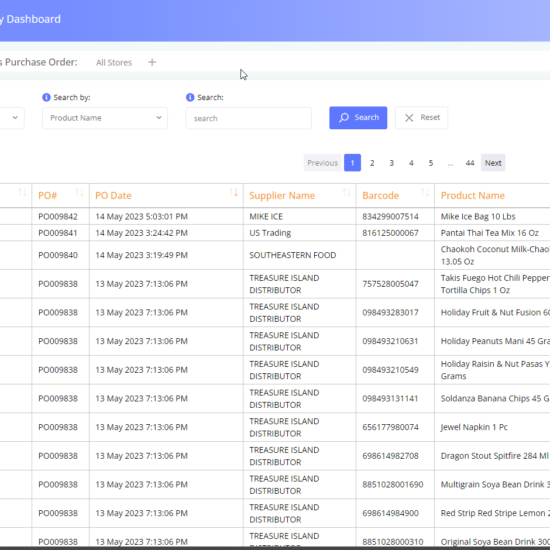 y Dashboard
s Purchase Order: All Stores +
Search by: Search:
Product Name search Search Reset
Previous 1 2 3 4 5 ... 44 Next
PO# PO Date Supplier Name Barcode Product Name
PO009842 14 May 2023 5:03:01 PM MIKE ICE 834299007514 Mike Ice Bag 10 Lbs
PO009841 14 May 2023 3:24:42 PM US Trading 816125000067 Pantai Thai Tea Mix 16 Oz
PO009840 14 May 2023 3:19:49 PM SOUTHEASTERN FOOD Chaokoh Coconut Milk-Chao
13.05 Oz
PO009838 13 May 2023 7:13:06 PM TREASURE ISLAND DISTRIBUTOR 757528005047 Takis Fuego Hot Chili Pepper
Tortilla Chips 1 Oz
PO009838 13 May 2023 7:13:06 PM TREASURE ISLAND DISTRIBUTOR 098493283017 Holiday Fruit & Nut Fusion 60
PO009838 13 May 2023 7:13:06 PM TREASURE ISLAND DISTRIBUTOR 098493210631 Holiday Peanuts Mani 45 Gra
PO009838 13 May 2023 7:13:06 PM TREASURE ISLAND DISTRIBUTOR 098493210549 Holiday Raisin & Nut Pasas Y
Grams
PO009838 13 May 2023 7:13:06 PM TREASURE ISLAND DISTRIBUTOR 098493131141 Soldanza Banana Chips 45 G
PO009838 13 May 2023 7:13:06 PM TREASURE ISLAND DISTRIBUTOR 656177980074 Jewel Napkin 1 Pc
PO009838 13 May 2023 7:13:06 PM TREASURE ISLAND DISTRIBUTOR 698614982708 Dragon Stout Spitfire 284 Ml
PO009838 13 May 2023 7:13:06 PM TREASURE ISLAND DISTRIBUTOR 8851028001690 Multigrain Soya Bean Drink 3
PO009838 13 May 2023 7:13:06 PM TREASURE ISLAND DISTRIBUTOR 698614984900 Red Strip Red Stripe Lemon 2
PO009838 13 May 2023 7:13:06 PM TREASURE ISLAND DISTRIBUTOR 8851028000310 Original Soya Bean Drink 300